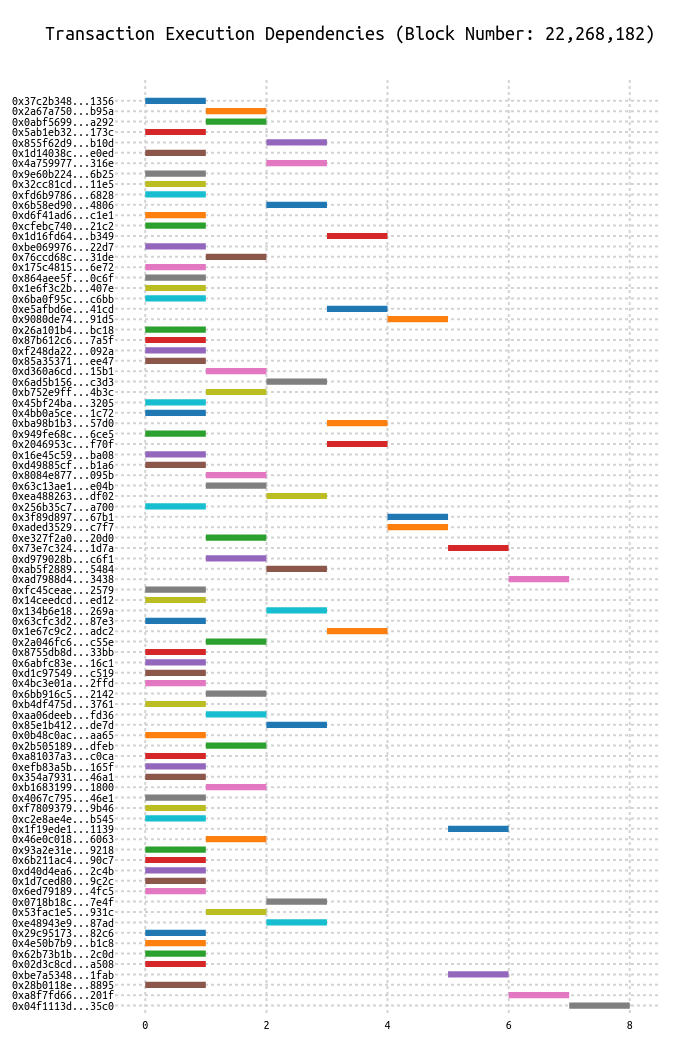 Transaction Execution Dependencies (Block Number: 22,268,182)
0x37c2b348...1356
0x2a67a750...b95a
0x0abf5699...a292
0x5ab1eb32...173c
0x855f62d9...b10d
0x1d14038c...e0ed
0x4a759977...316e
0x9e60b224...6b25
0x32cc81cd...11e5
0xfd6b9786...6828
0x6b58ed90...4806
0xd6f41ad6...c1e1
0xcfebc740...21c2
0x1d16fd64...b349
0xbe069976...22d7
0x76ccd68c...31de
0x175c4815...6e72
0x864aee5f...0c6f
0x1e6f3c2b...407e
0x6ba0f95c...c6bb
0xe5afbd6e...41cd
0x9080de74...91d5
0x26a101b4...bc18
0x87b612c6...7a5f
0xf248da22...092a
0x85a35371...ee47
0xd360a6cd...15b1
0x6ad5b156...c3d3
0xb752e9ff...4b3c
0x45bf24ba...3205
0x4bb0a5ce...1c72
0xba98b1b3...57d0
0x949fe68c...6ce5
0x2046953c...f70f
0x16e45c59...ba08
0xd49885cf...b1a6
0x8084e877...095b
0x63c13ae1...e04b
0xea488263...df02
0x256b35c7...a700
0x3f89d897...67b1
0xaded3529...c7f7
0xe327f2a0...20d0
0x73e7c324...1d7a
0xd979028b...c6f1
0xab5f2889...5484
0xad7988d4...3438
0xfc45ceae...2579
0x14ceedcd...ed12
0x134b6e18...269a
0x63cfc3d2...87e3
0x1e67c9c2...adc2
0x2a046fc6...c55e
0x8755db8d...33bb
0x6abfc83e...16c1
0xd1c97549...c519
0x4bc3e01a...2ffd
0x6bb916c5...2142
0xb4df475d...3761
0xaa06deeb...fd36
0x85e1b412...de7d
0x0b48c0ac...aa65
0x2b505189...dfeb
0xa81037a3...c0ca
0xefb83a5b...165f
0x354a7931...46a1
0xb1683199...1800
0x4067c795...46e1
0xf7809379...9b46
0xc2e8ae4e...b545
0x1f19ede1...1139
0x46e0c018...6063
0x93a2e31e...9218
0x6b211ac4...90c7
0xd40d4ea6...2c4b
0x1d7ced80...9c2c
0x6ed79189...4fc5
0x0718b18c...7e4f
0x53fac1e5...931c
0xe48943e9...87ad
0x29c95173...82c6
0x4e50b7b9...b1c8
0x62b73b1b...2c0d
0x02d3c8cd...a508
0xbe7a5348...1fab
0x28b0118e...8895
0xa8f7fd66...201f
0x04f1113d...35c0
0 2 4 6 8